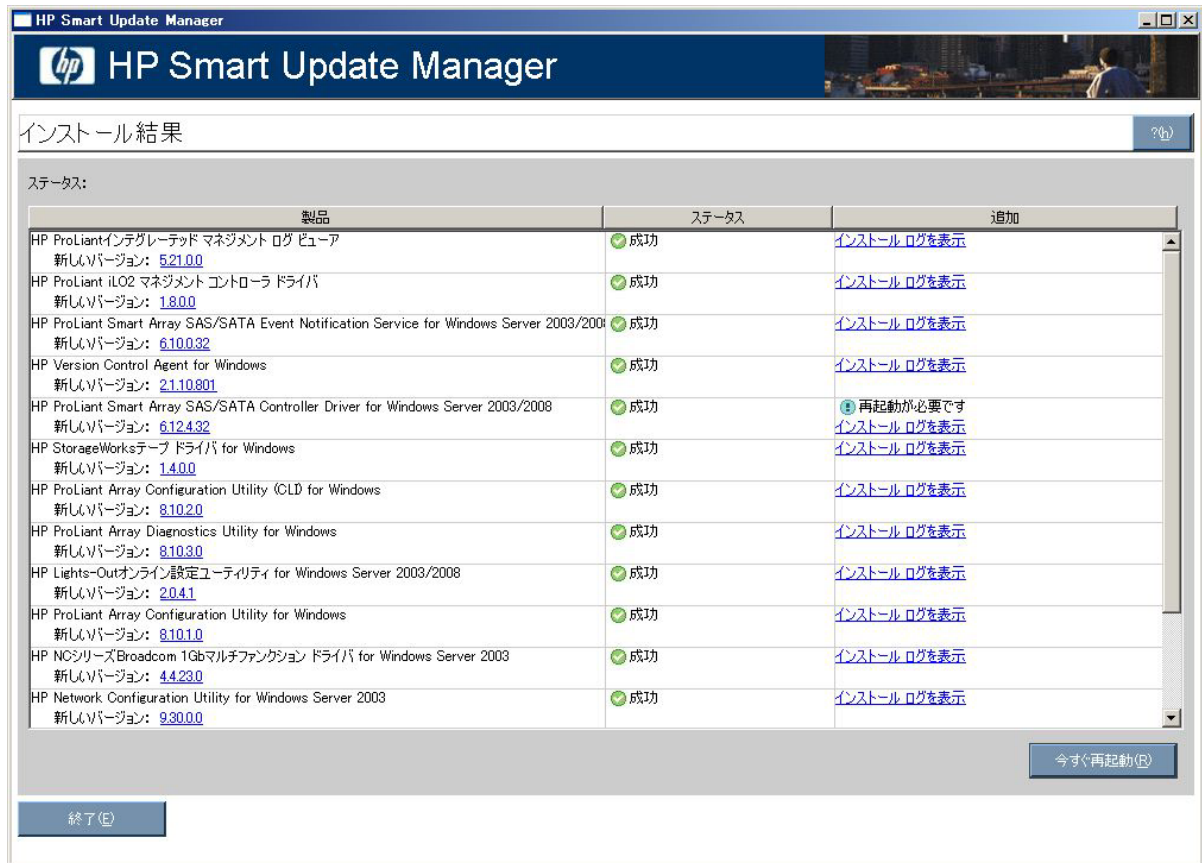 HP Smart Update Manager
hp HP Smart Update Manager
インストール結果
?(h)
ステータス:
製品 ステータス 追加
HP ProLiantインテグレーテッド マネジメント ログ ビューア 成功 インストール ログを表示
新しいバージョン: 5.21.0.0
HP ProLiant iLO2 マネジメント コントローラ ドライバ 成功 インストール ログを表示
新しいバージョン: 1.8.0.0
HP ProLiant Smart Array SAS/SATA Event Notification Service for Windows Server 2003/200 成功 インストール ログを表示
新しいバージョン: 6.10.0.32
HP Version Control Agent for Windows 成功 インストール ログを表示
新しいバージョン: 2.1.10.801
HP ProLiant Smart Array SAS/SATA Controller Driver for Windows Server 2003/2008 成功 再起動が必要です
新しいバージョン: 6.12.4.32 インストール ログを表示
HP StorageWorksテープ ドライバ for Windows 成功 インストール ログを表示
新しいバージョン: 1.4.0.0
HP ProLiant Array Configuration Utility (CLI) for Windows 成功 インストール ログを表示
新しいバージョン: 8.10.2.0
HP ProLiant Array Diagnostics Utility for Windows 成功 インストール ログを表示
新しいバージョン: 8.10.3.0
HP Lights-Outオンライン設定ユーティリティ for Windows Server 2003/2008 成功 インストール ログを表示
新しいバージョン: 2.0.4.1
HP ProLiant Array Configuration Utility for Windows 成功 インストール ログを表示
新しいバージョン: 8.10.1.0
HP NCシリーズBroadcom 1Gbマルチファンクション ドライバ for Windows Server 2003 成功 インストール ログを表示
新しいバージョン: 4.4.23.0
HP Network Configuration Utility for Windows Server 2003 成功 インストール ログを表示
新しいバージョン: 9.30.0.0
今すぐ再起動(R)
終了(E)